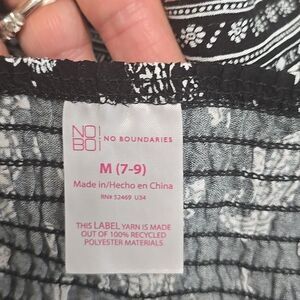 NO
BO! NO BOUNDARIES
M (7-9)
Made in/Hecho en China
RN# 52469 U34
THIS LABEL YARN IS MADE
OUT OF 100% RECYCLED
POLYESTER MATERIALS